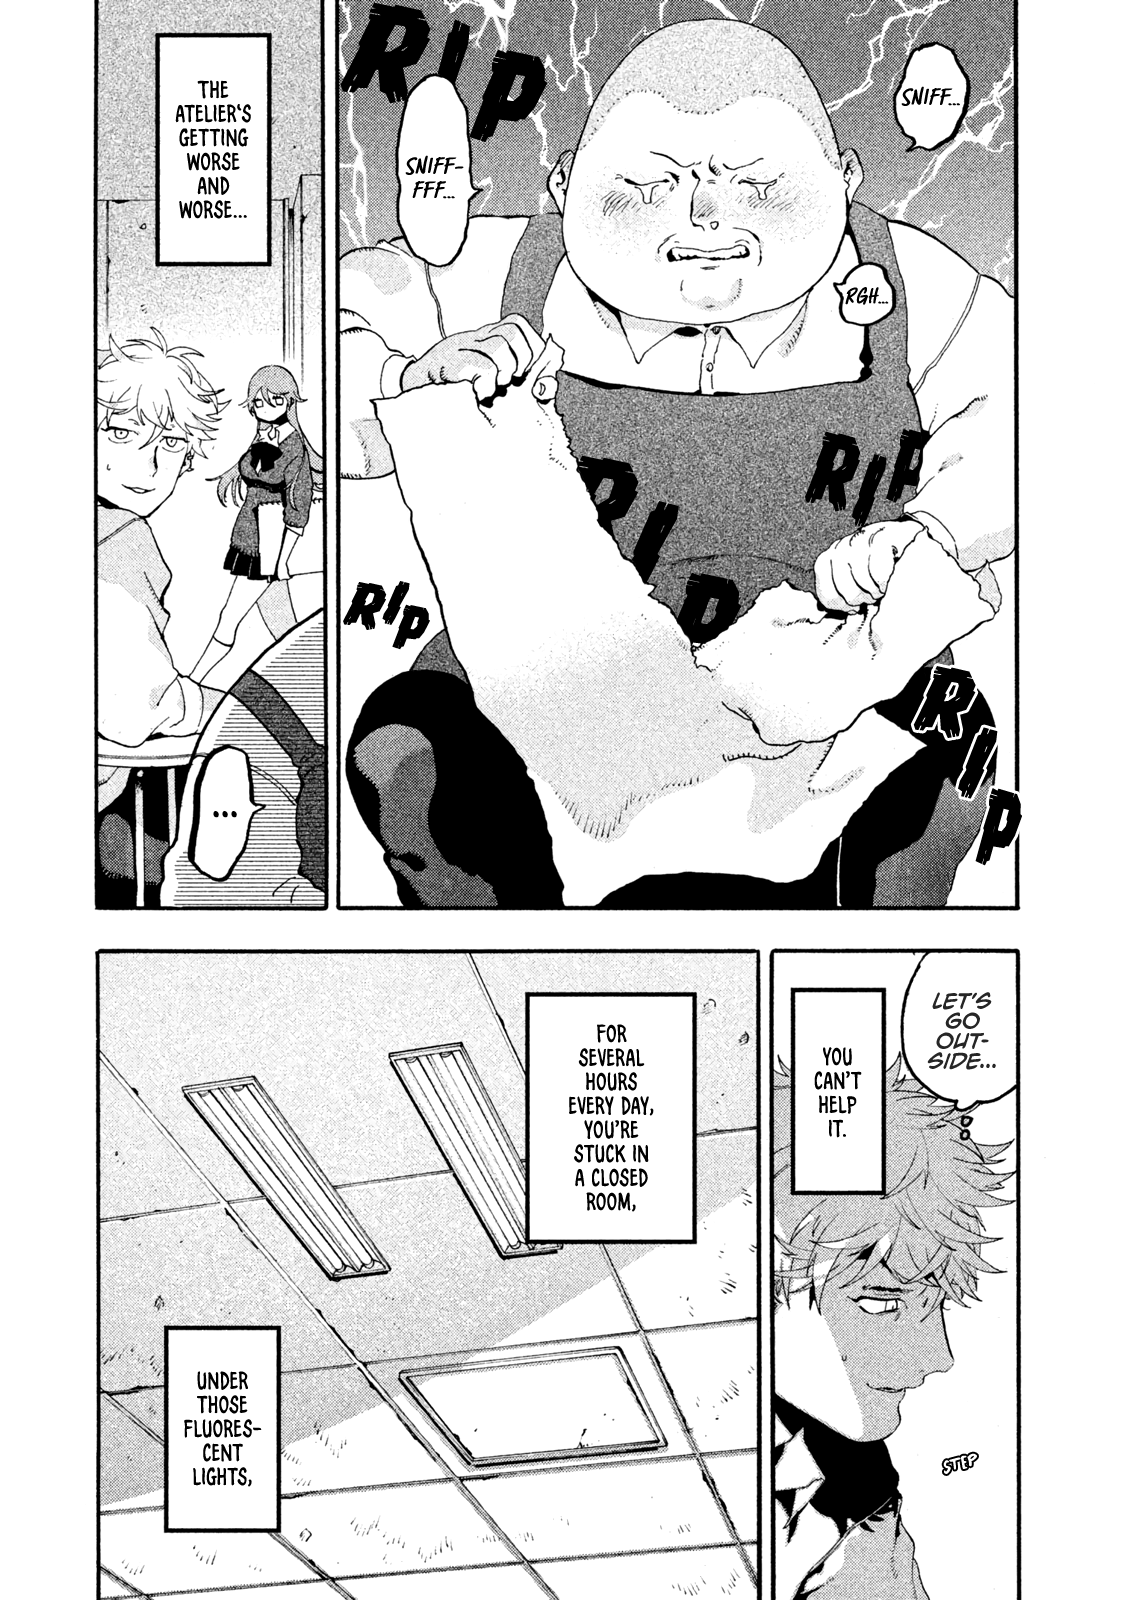 SNIFF...
RIP
SNIFF-
FFF...
RGH...
RIP
RIP
RIP
RIP
THE
ATELIER'S
GETTING
WORSE
AND
WORSE...
...
LET'S
GO
OUT-
SIDE...
YOU
CAN'T
HELP
IT.
STEP
FOR
SEVERAL
HOURS
EVERY DAY,
YOU'RE
STUCK IN
A CLOSED
ROOM,
UNDER
THOSE
FLUORES-
CENT
LIGHTS,